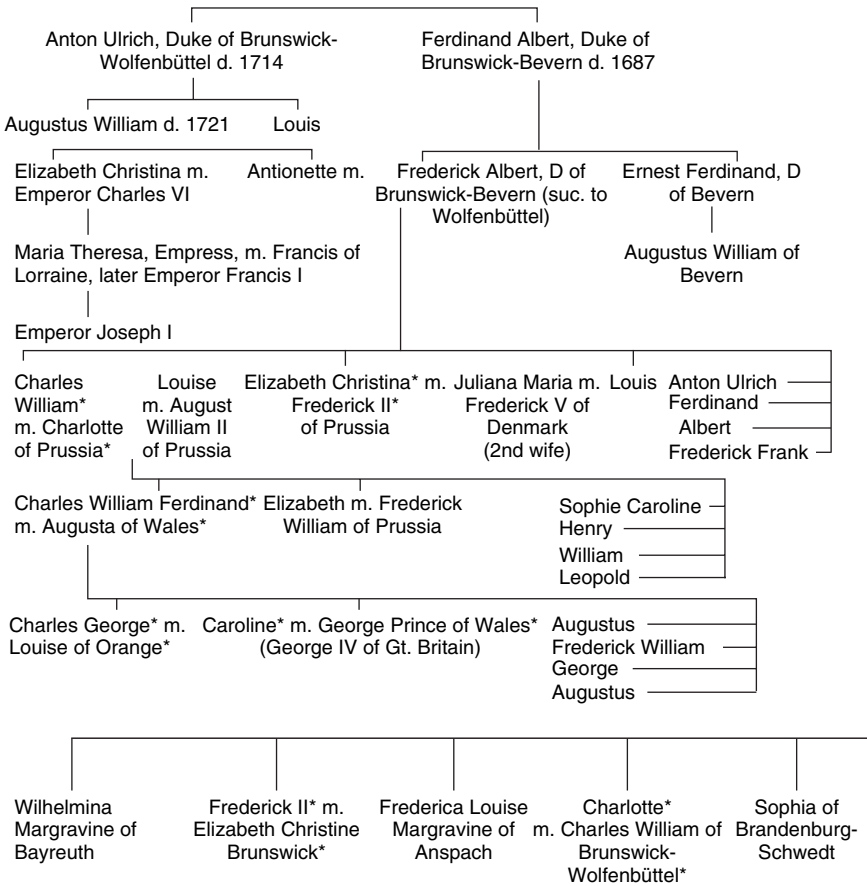 Anton Ulrich, Duke of Brunswick-
Wolfenbüttel d. 1714
Ferdinand Albert, Duke of
Brunswick-Bevern d. 1687
Augustus William d. 1721
Louis
Elizabeth Christina m.
Emperor Charles VI
Antionette m.
Frederick Albert, D of
Brunswick-Bevern (suc. to
Wolfenbüttel)
Ernest Ferdinand, D
of Bevern
Maria Theresa, Empress, m. Francis of
Lorraine, later Emperor Francis I
Augustus William of
Bevern
Emperor Joseph I
Charles
William*
m. Charlotte
of Prussia*
Louise
m. August
William II
of Prussia
Elizabeth Christina* m.
Frederick II*
of Prussia
Juliana Maria m.
Frederick V of
Denmark
(2nd wife)
Louis
Anton Ulrich
Ferdinand
Albert
Frederick Frank
Charles William Ferdinand*
m. Augusta of Wales*
Elizabeth m. Frederick
William of Prussia
Sophie Caroline
Henry
William
Leopold
Charles George* m.
Louise of Orange*
Caroline* m. George Prince of Wales*
(George IV of Gt. Britain)
Augustus
Frederick William
George
Augustus
Wilhelmina
Margravine of
Bayreuth
Frederick II* m.
Elizabeth Christine
Brunswick*
Frederica Louise
Margravine of
Anspach
Charlotte*
m. Charles William of
Brunswick-
Wolfenbüttel*
Sophia of
Brandenburg-
Schwedt